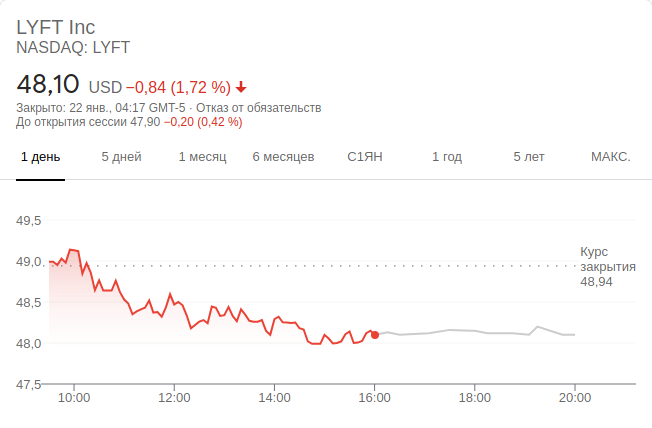 LYFT Inc
NASDAQ: LYFT
48,10 USD −0,84 (1,72 %)
Закрыто: 22 янв., 04:17 GMT-5 · Отказ от обязательств
До открытия сессии 47,90 −0,20 (0,42 %)
1 день 5 дней 1 месяц 6 месяцев С1ЯН 1 год 5 лет МАКС.
49,5
49,0
48,5
48,0
47,5
Курс
закрытия
48,94
10:00 12:00 14:00 16:00 18:00 20:00